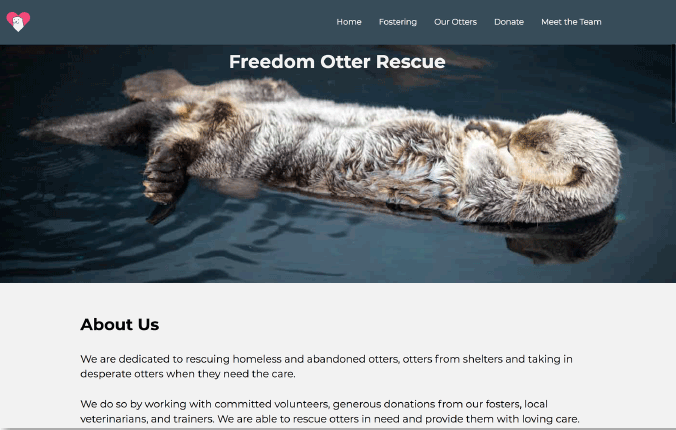 Home Fostering Our Otters Donate Meet the Team
Freedom Otter Rescue
About Us
We are dedicated to rescuing homeless and abandoned otters, otters from shelters and taking in
desperate otters when they need the care.
We do so by working with committed volunteers, generous donations from our fosters, local
veterinarians, and trainers. We are able to rescue otters in need and provide them with loving care.